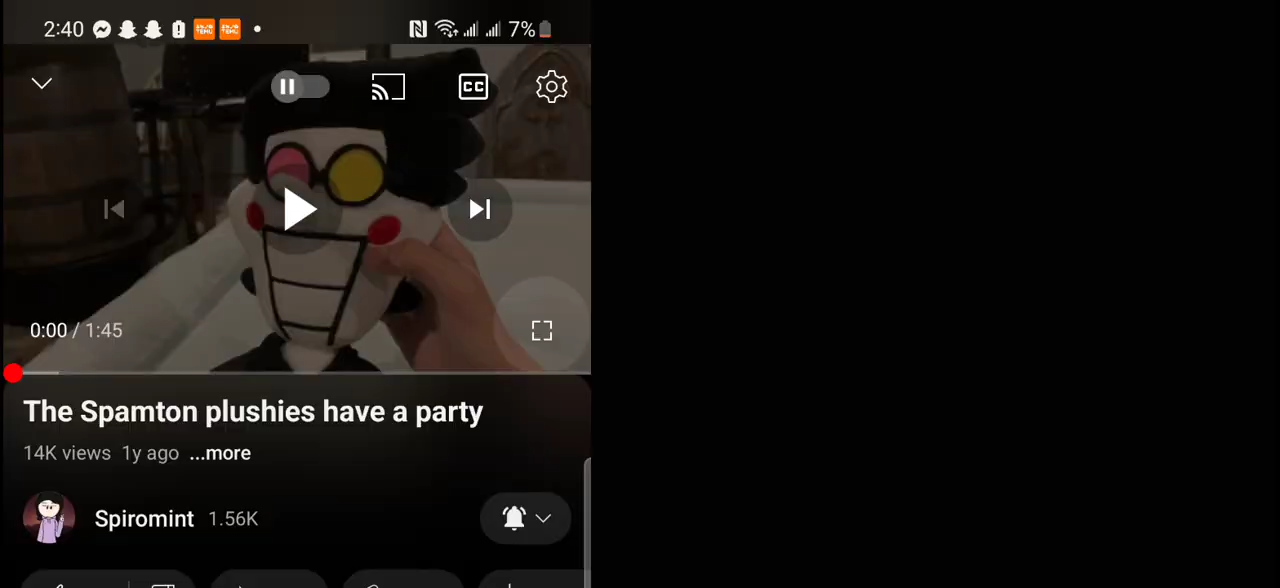 2:40 7%
CC
0:00 / 1:45
The Spamton plushies have a party
14K views 1y ago ...more
Spiromint 1.56K